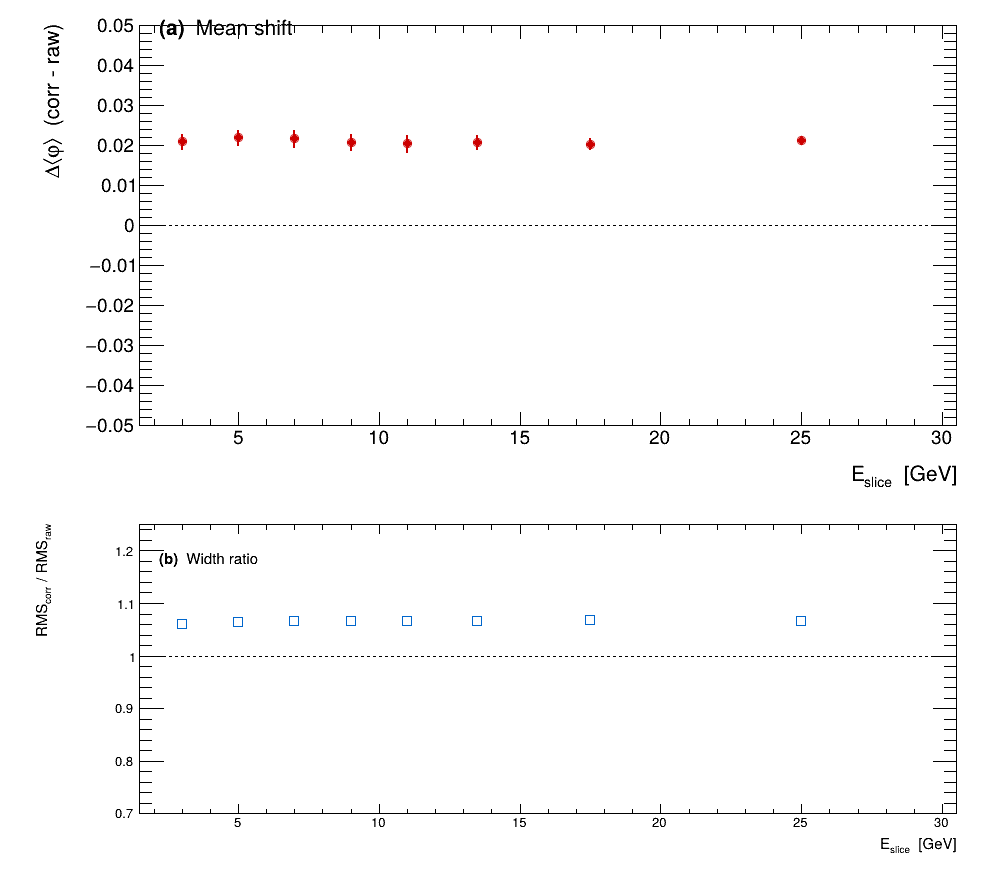 (a) Mean shift
Δ⟨φ⟩ (corr - raw)
0.05
0.04
0.03
0.02
0.01
0
−0.01
−0.02
−0.03
−0.04
−0.05
5 10 15 20 25 30
E_slice [GeV]
(b) Width ratio
RMS_corr / RMS_raw
1.2
1.1
1
0.9
0.8
0.7
5 10 15 20 25 30
E_slice [GeV]